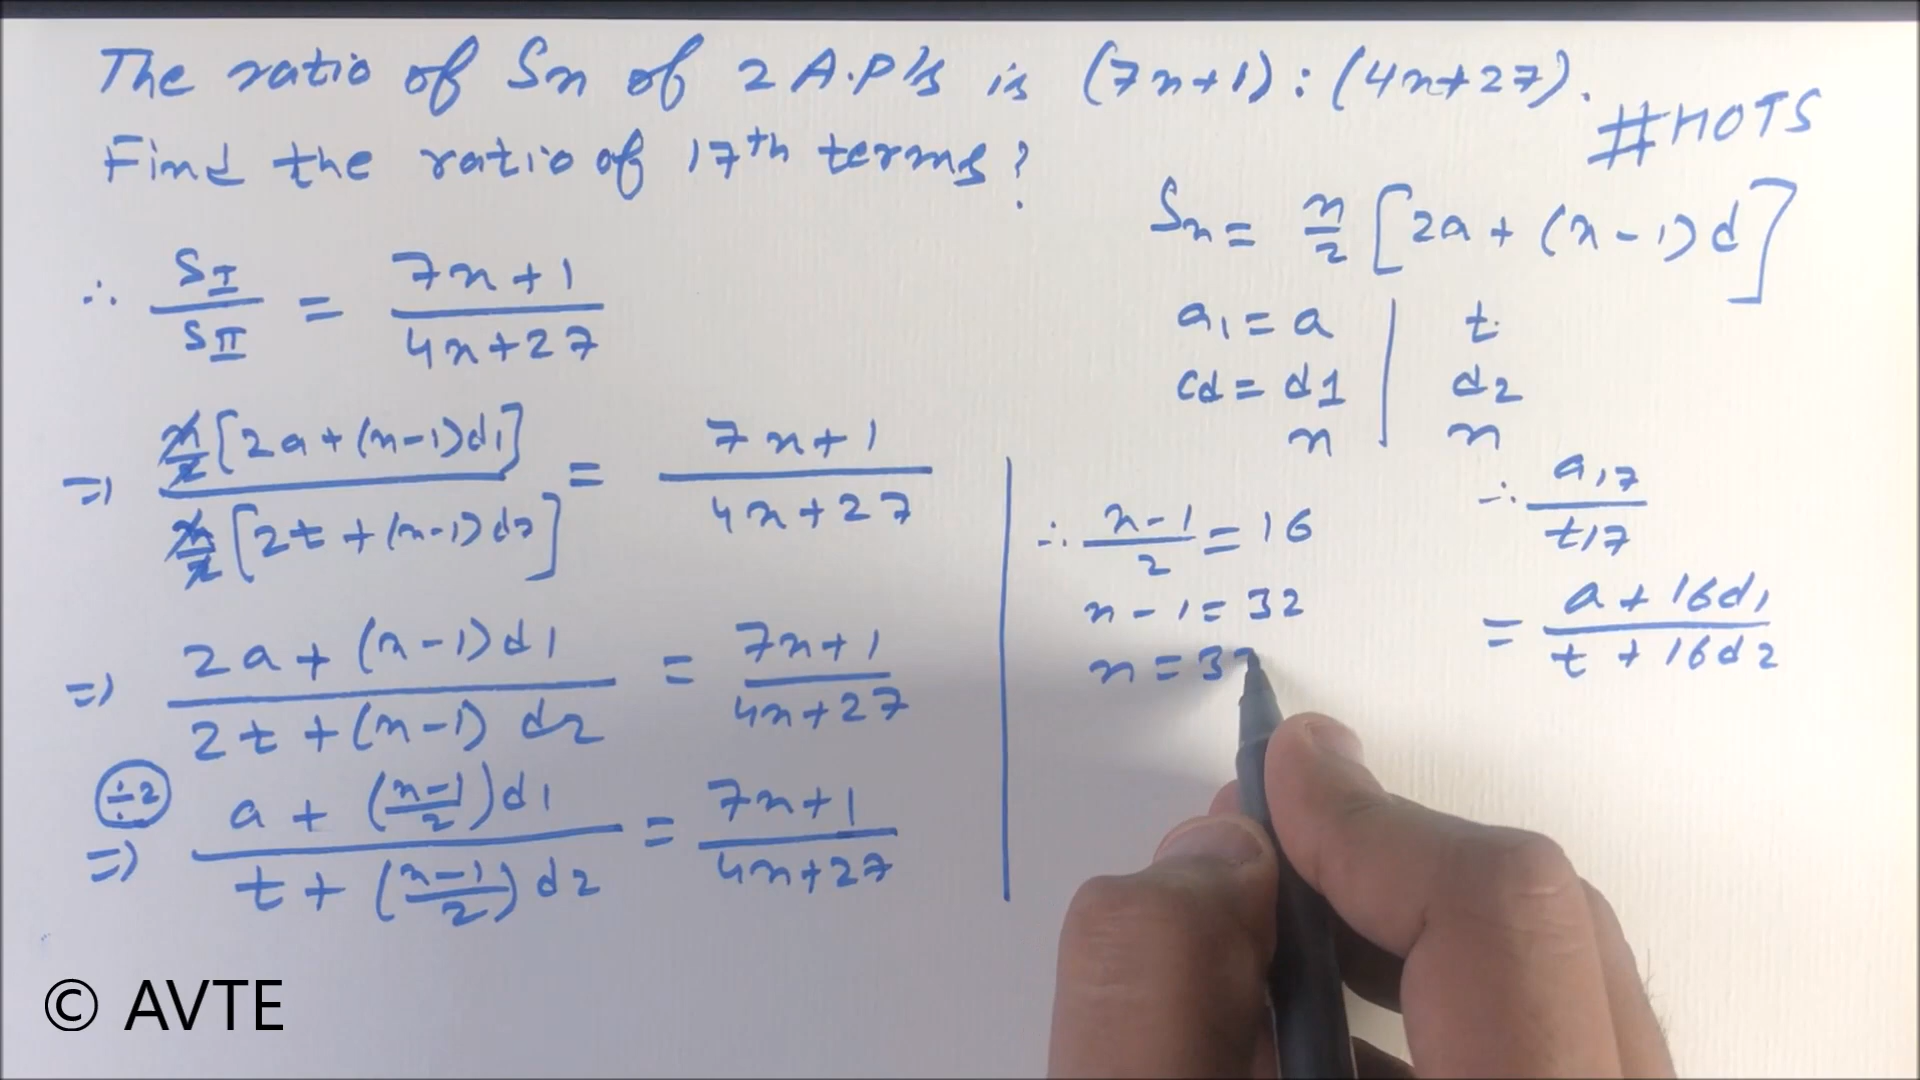 The ratio of Sn of 2 A.P's is (7n+1) : (4n+27).
Find the ratio of 17th terms?
#HOTS
Sn = n/2 [2a + (n-1)d]
a1 = a | t
cd = d1 | d2
n | n
∴ SI/SII = (7n+1)/(4n+27)
=> n/2[2a+(n-1)d1] / n/2[2t+(n-1)d2] = (7n+1)/(4n+27)
=> (2a+(n-1)d1)/(2t+(n-1)d2) = (7n+1)/(4n+27)
÷2
=> (a+((n-1)/2)d1)/(t+((n-1)/2)d2) = (7n+1)/(4n+27)
∴ (n-1)/2 = 16
n-1 = 32
n = 3
∴ a17/t17
= (a+16d1)/(t+16d2)
© AVTE